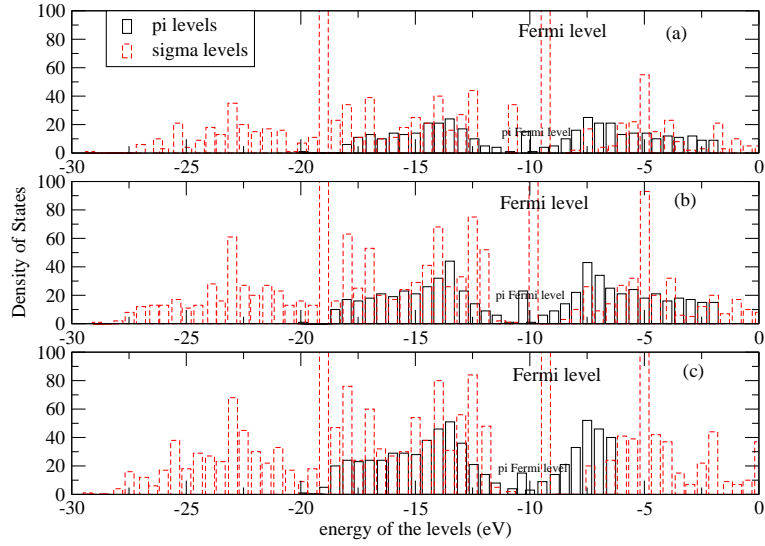 100
Fermi level
(a)
pi levels
80
sigma levels
60
40
20
pi Fermi level
0
-30 -25 -20 -15 -10 -5 0
100
Fermi level
(b)
80
60
40
20
pi Fermi level
0
-30 -25 -20 -15 -10 -5 0
100
Fermi level
(c)
80
60
40
20
pi Fermi level
0
-30 -25 -20 -15 -10 -5 0
Density of States
energy of the levels (eV)